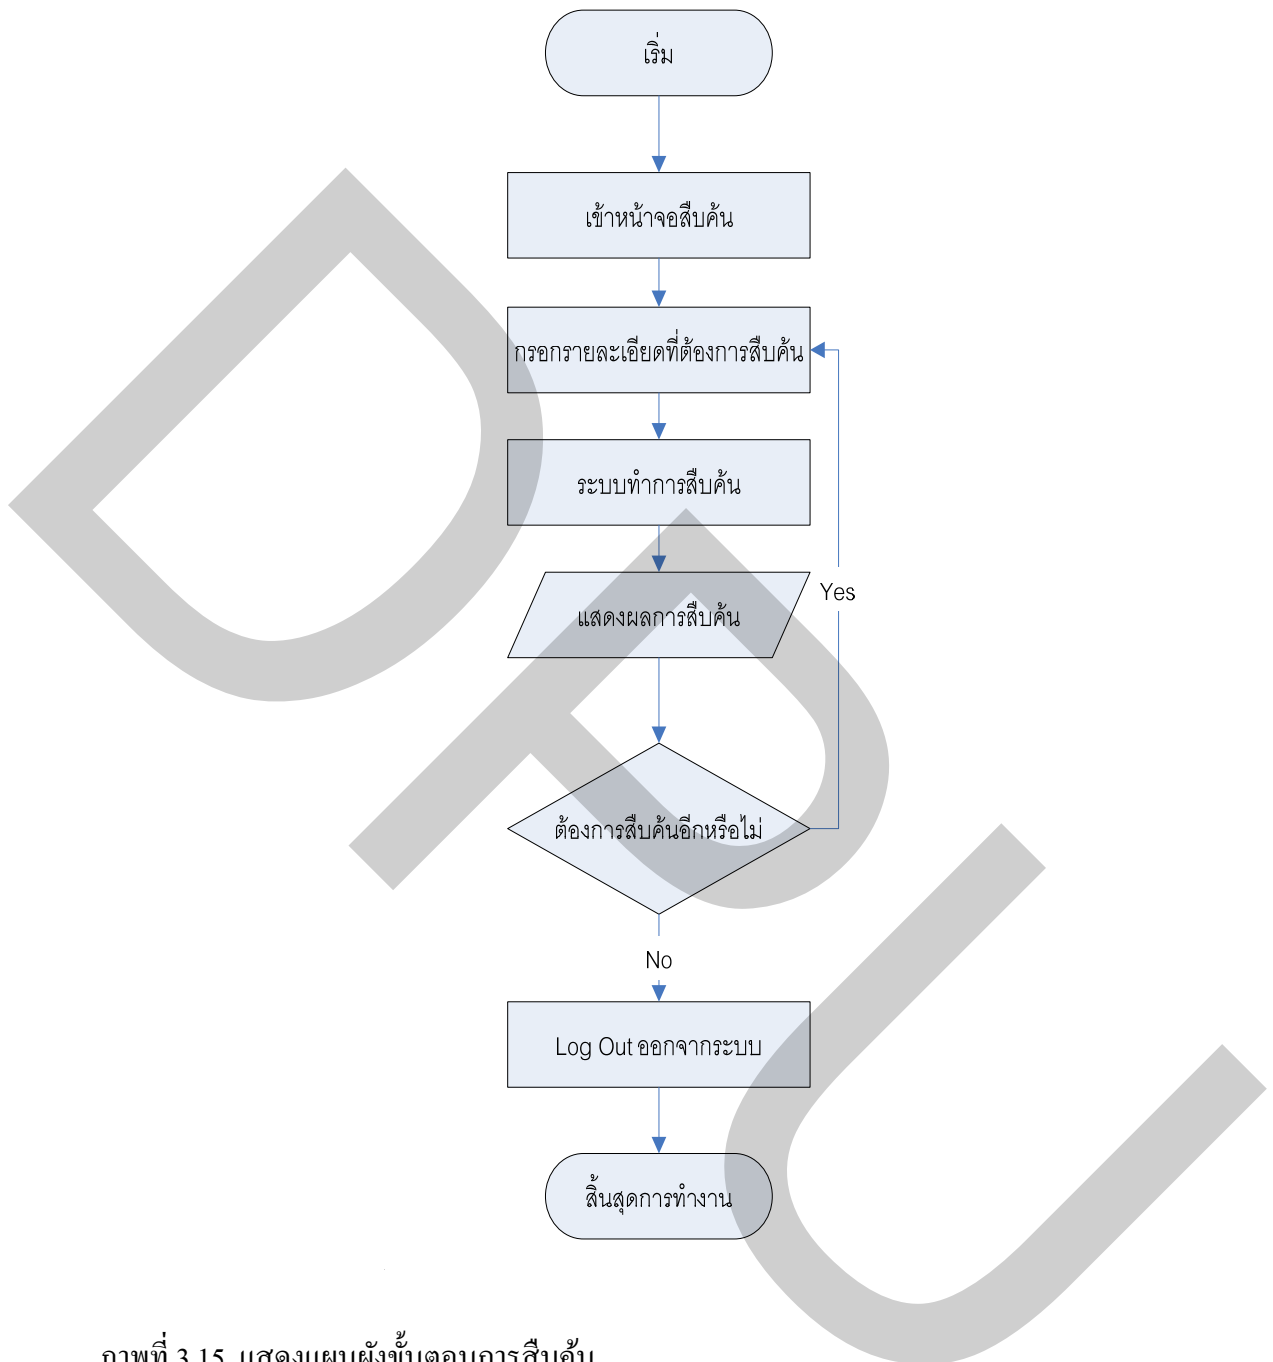 เริ่ม
เข้าหน้าจอสืบค้น
กรอกรายละเอียดที่ต้องการสืบค้น
ระบบทำการสืบค้น
แสดงผลการสืบค้น
Yes
ต้องการสืบค้นอีกหรือไม่
No
Log Out ออกจากระบบ
สิ้นสุดการทำงาน
ภาพที่ 3.15 แสดงแผนผังขั้นตอนการสืบค้น
DPU